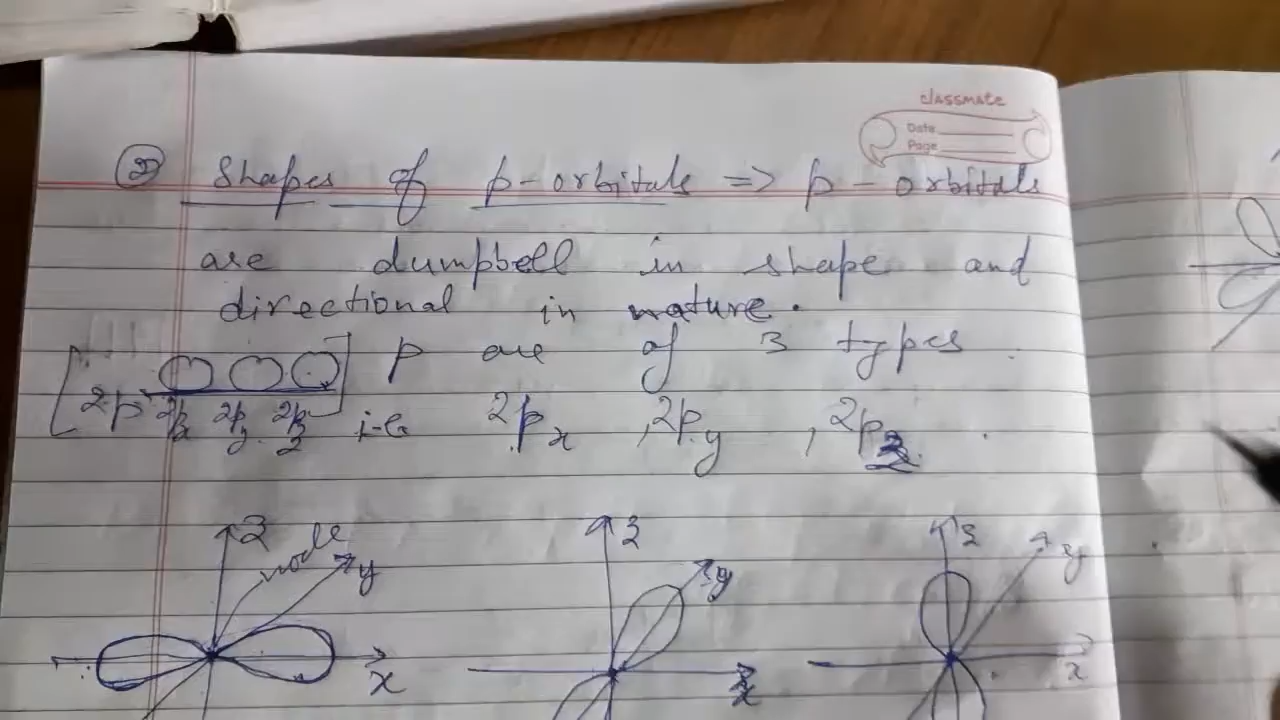 classmate
Date
Page
② Shapes of p-orbitals => p-orbitals
are dumpbell in shape and
directional in nature.
p are of 3 types.
[2p 2px 2py 2pz] i-e 2px, 2py, 2pz.
z node y x
z y x
z y x